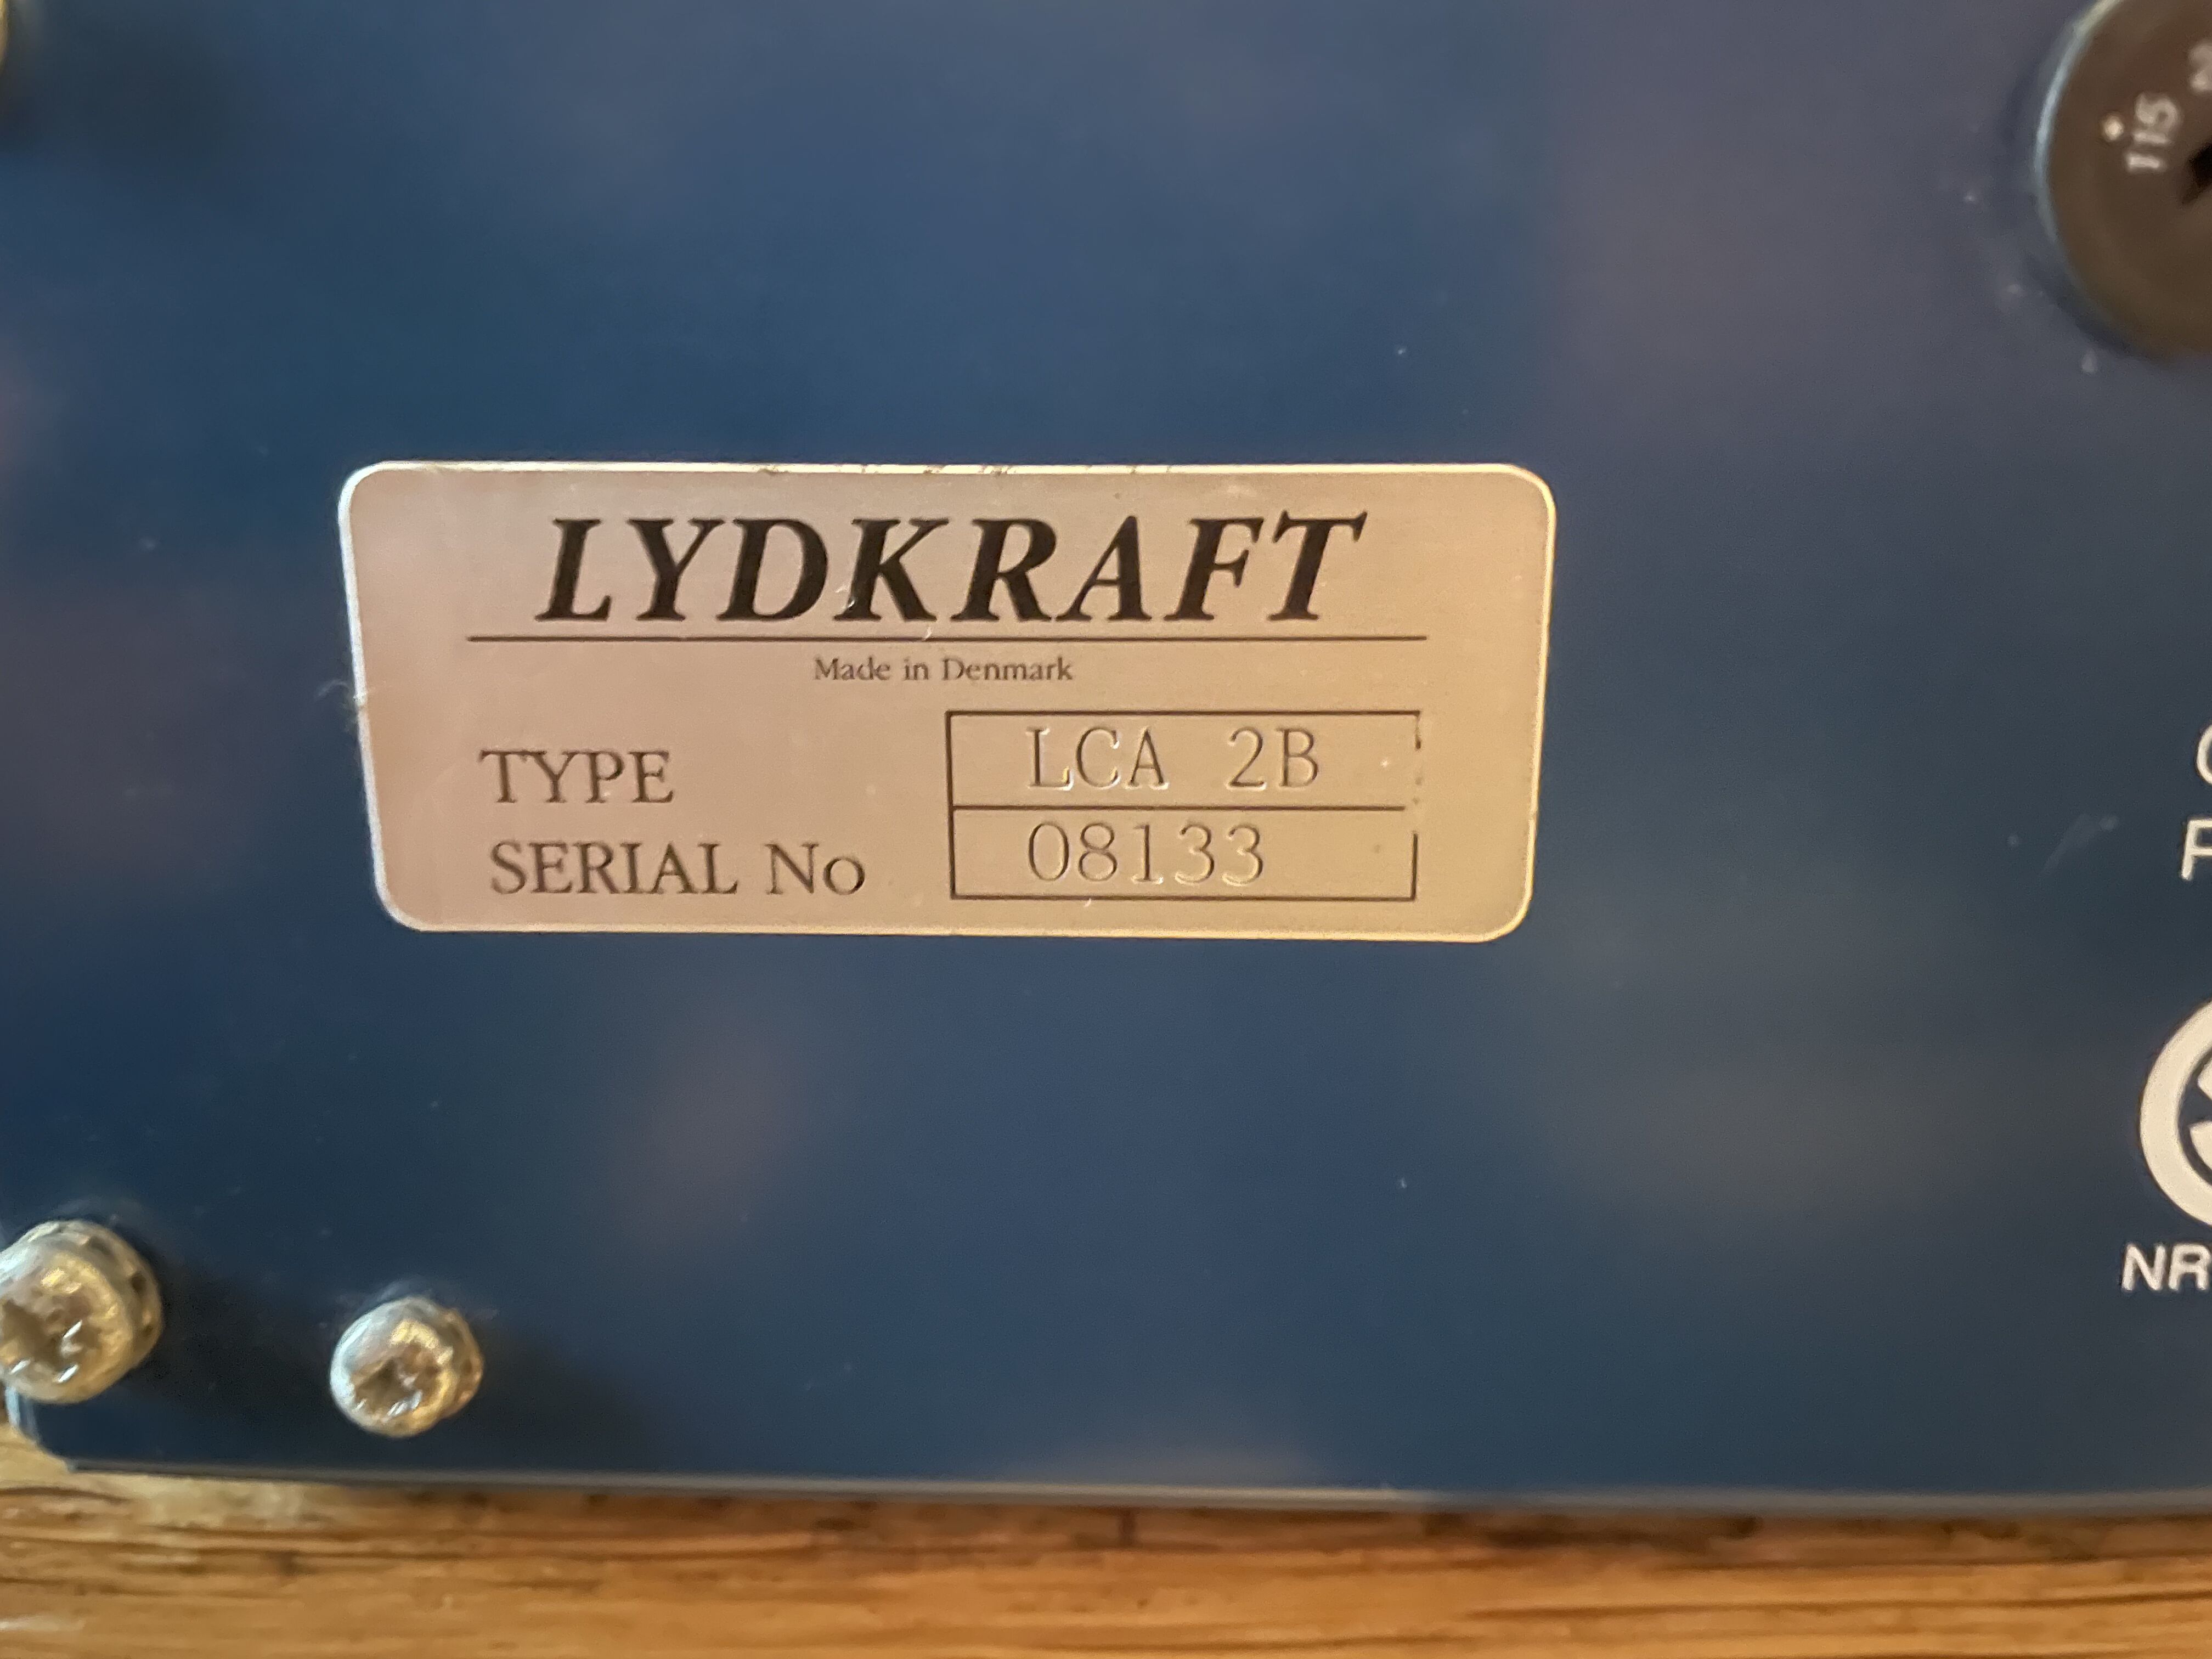 115
LYDKRAFT
Made in Denmark
TYPE LCA 2B
SERIAL No 08133
NR